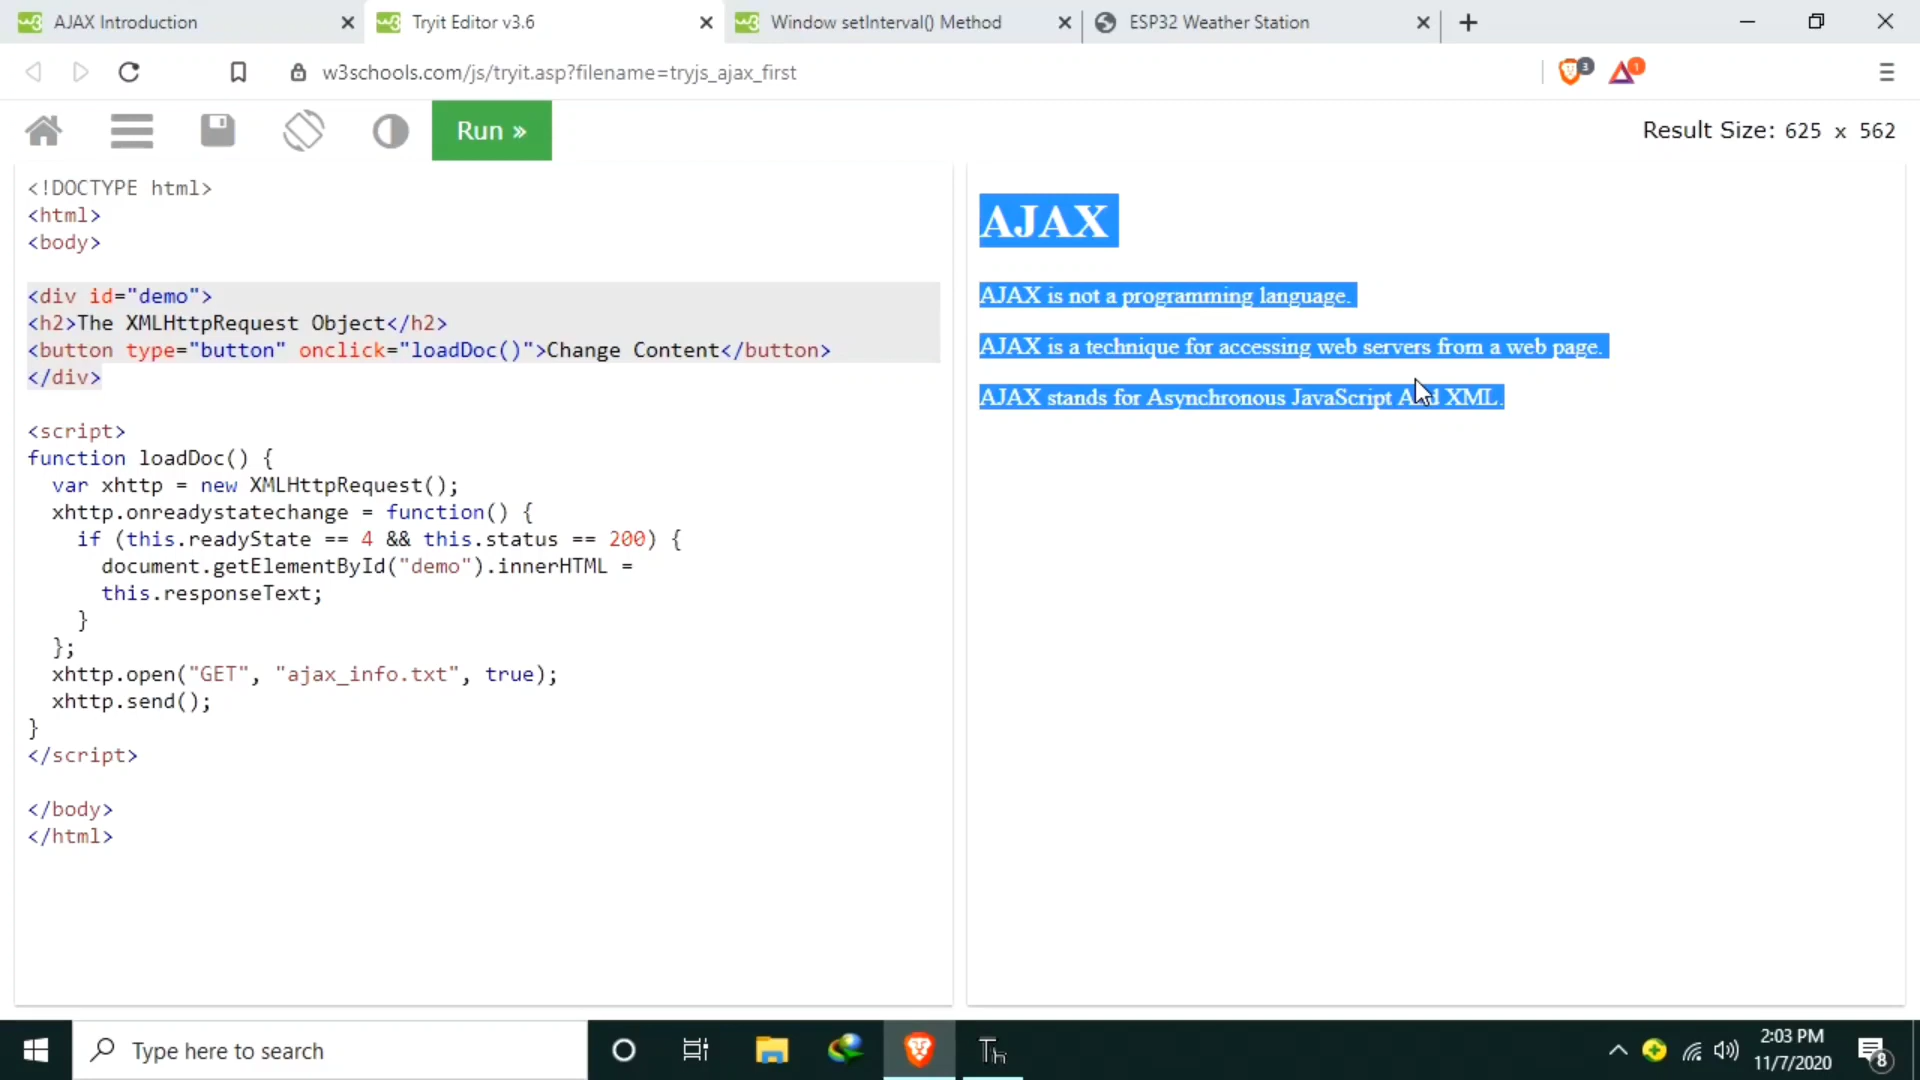 AJAX Introduction
Tryit Editor v3.6
Window setInterval() Method
ESP32 Weather Station
w3schools.com/js/tryit.asp?filename=tryjs_ajax_first
3
1
Run »
Result Size: 625 x 562
<!DOCTYPE html>
<html>
<body>
<div id="demo">
<h2>The XMLHttpRequest Object</h2>
<button type="button" onclick="loadDoc()">Change Content</button>
</div>
<script>
function loadDoc() {
  var xhttp = new XMLHttpRequest();
  xhttp.onreadystatechange = function() {
    if (this.readyState == 4 && this.status == 200) {
      document.getElementById("demo").innerHTML =
      this.responseText;
    }
  };
  xhttp.open("GET", "ajax_info.txt", true);
  xhttp.send();
}
</script>
</body>
</html>
AJAX
AJAX is not a programming language.
AJAX is a technique for accessing web servers from a web page.
AJAX stands for Asynchronous JavaScript And XML.
Type here to search
Th
2:03 PM
11/7/2020
8